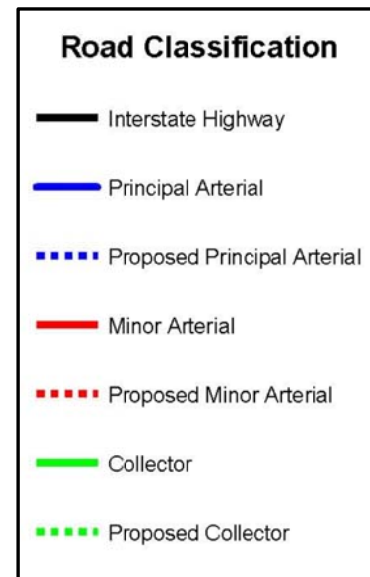 Road Classification
Interstate Highway
Principal Arterial
Proposed Principal Arterial
Minor Arterial
Proposed Minor Arterial
Collector
Proposed Collector